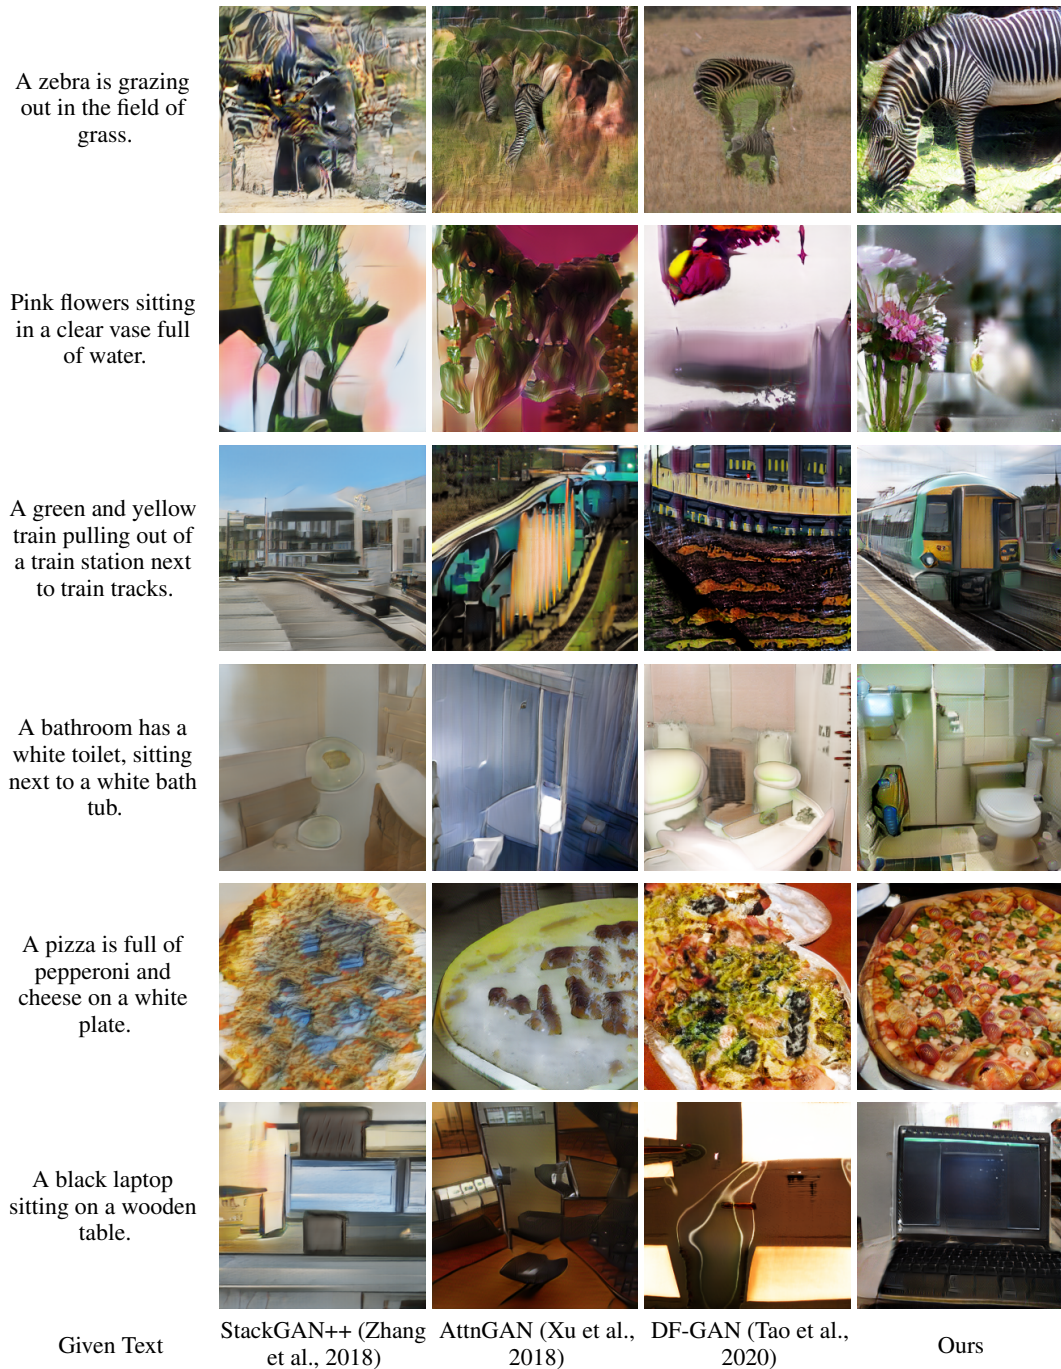 A zebra is grazing
out in the field of
grass.
Pink flowers sitting
in a clear vase full
of water.
A green and yellow
train pulling out of
a train station next
to train tracks.
A bathroom has a
white toilet, sitting
next to a white bath
tub.
A pizza is full of
pepperoni and
cheese on a white
plate.
A black laptop
sitting on a wooden
table.
Given Text
StackGAN++ (Zhang
et al., 2018)
AttnGAN (Xu et al.,
2018)
DF-GAN (Tao et al.,
2020)
Ours